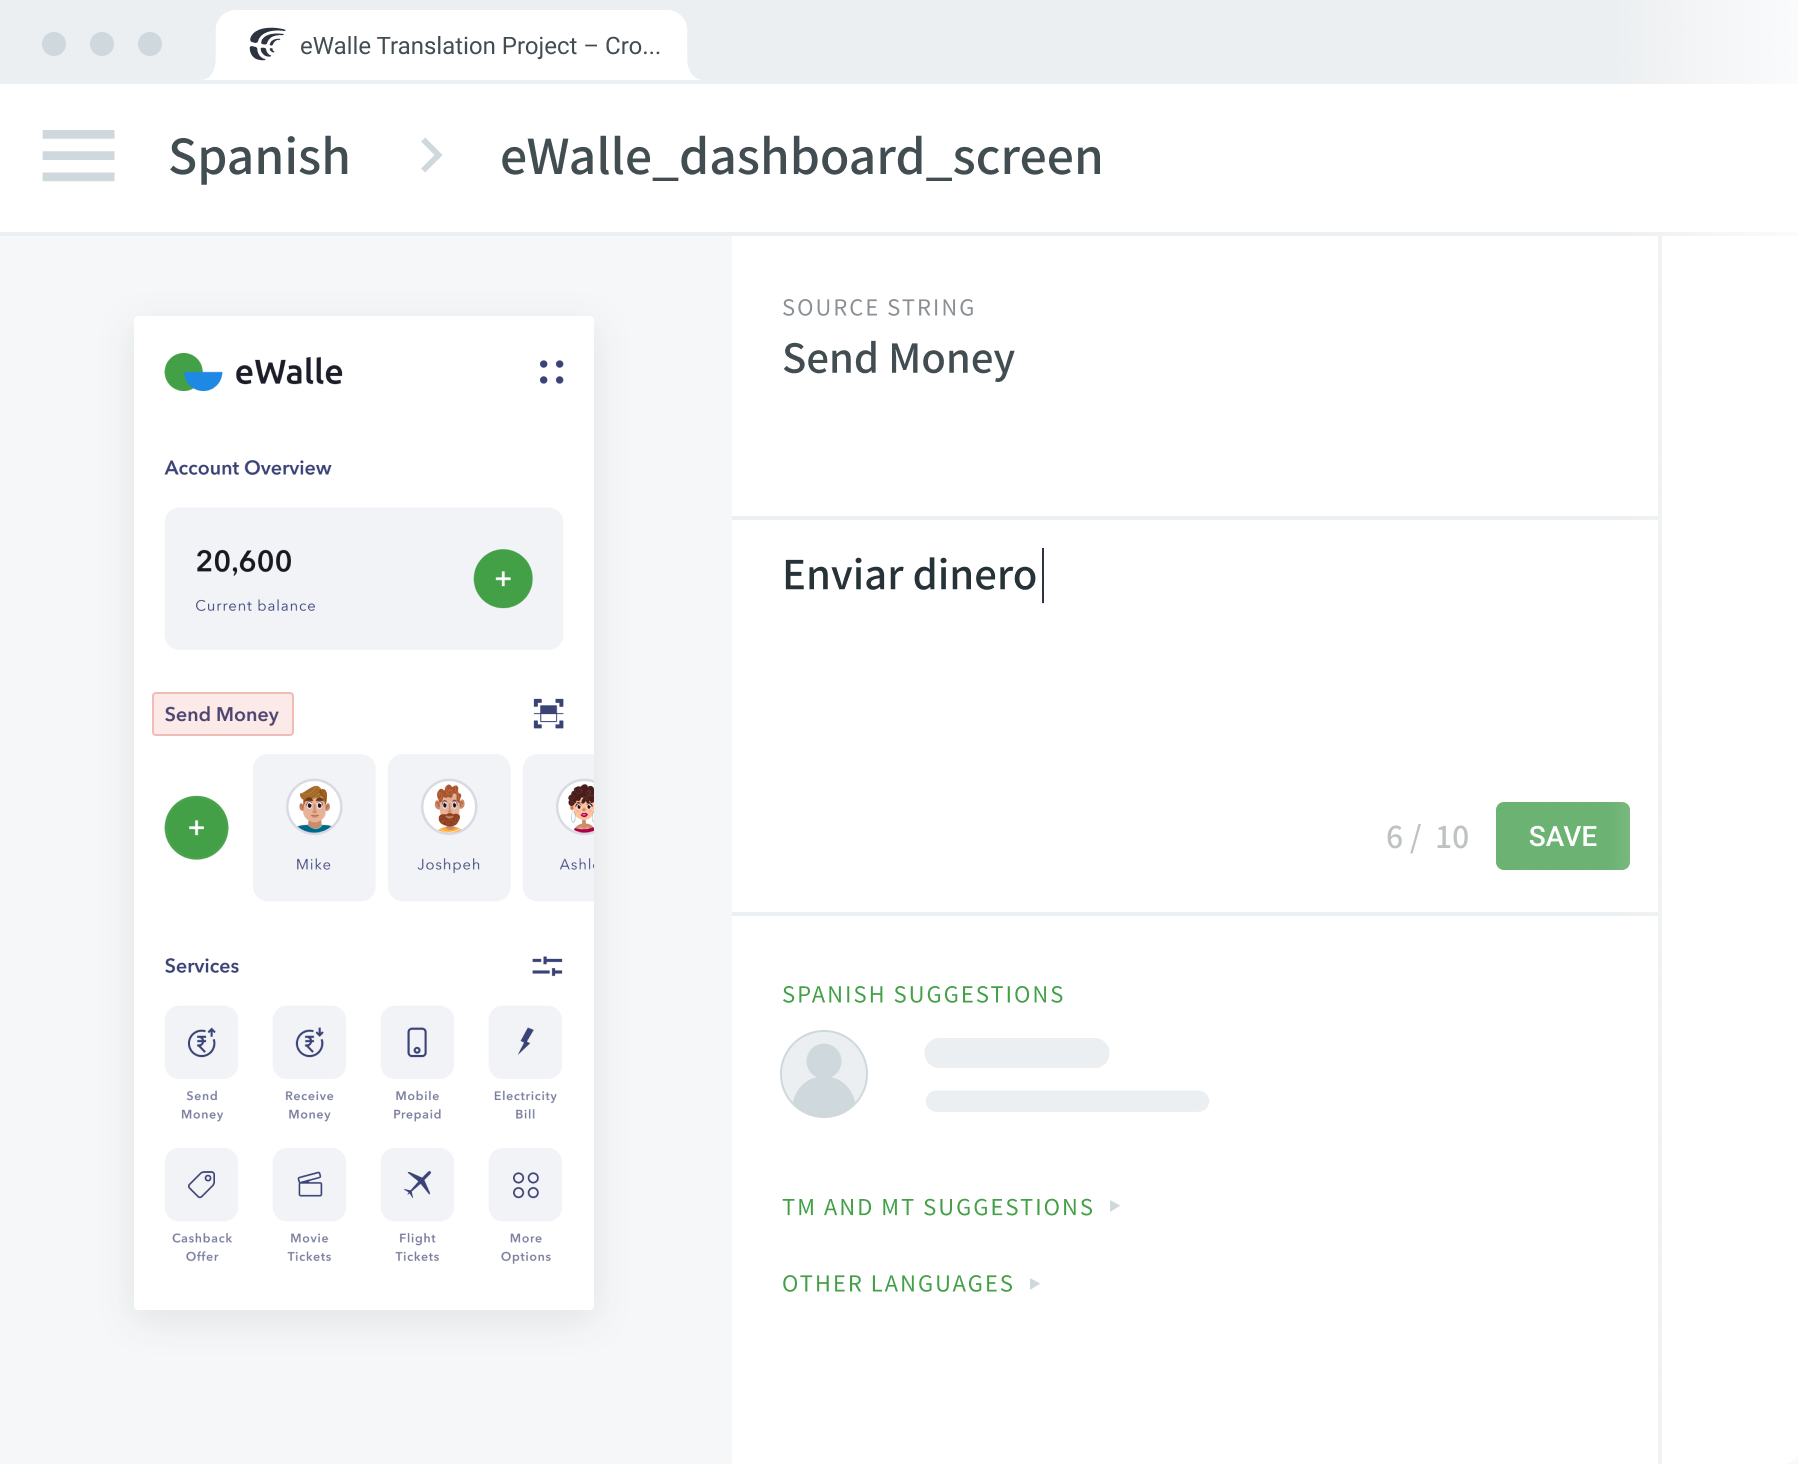 eWalle Translation Project – Cro...
Spanish
eWalle_dashboard_screen
eWalle
Account Overview
20,600
Current balance
Send Money
Mike
Joshpeh
Ashl
Services
Send
Money
Receive
Money
Mobile
Prepaid
Electricity
Bill
Cashback
Offer
Movie
Tickets
Flight
Tickets
More
Options
SOURCE STRING
Send Money
Enviar dinero
6 / 10
SAVE
SPANISH SUGGESTIONS
TM AND MT SUGGESTIONS
OTHER LANGUAGES